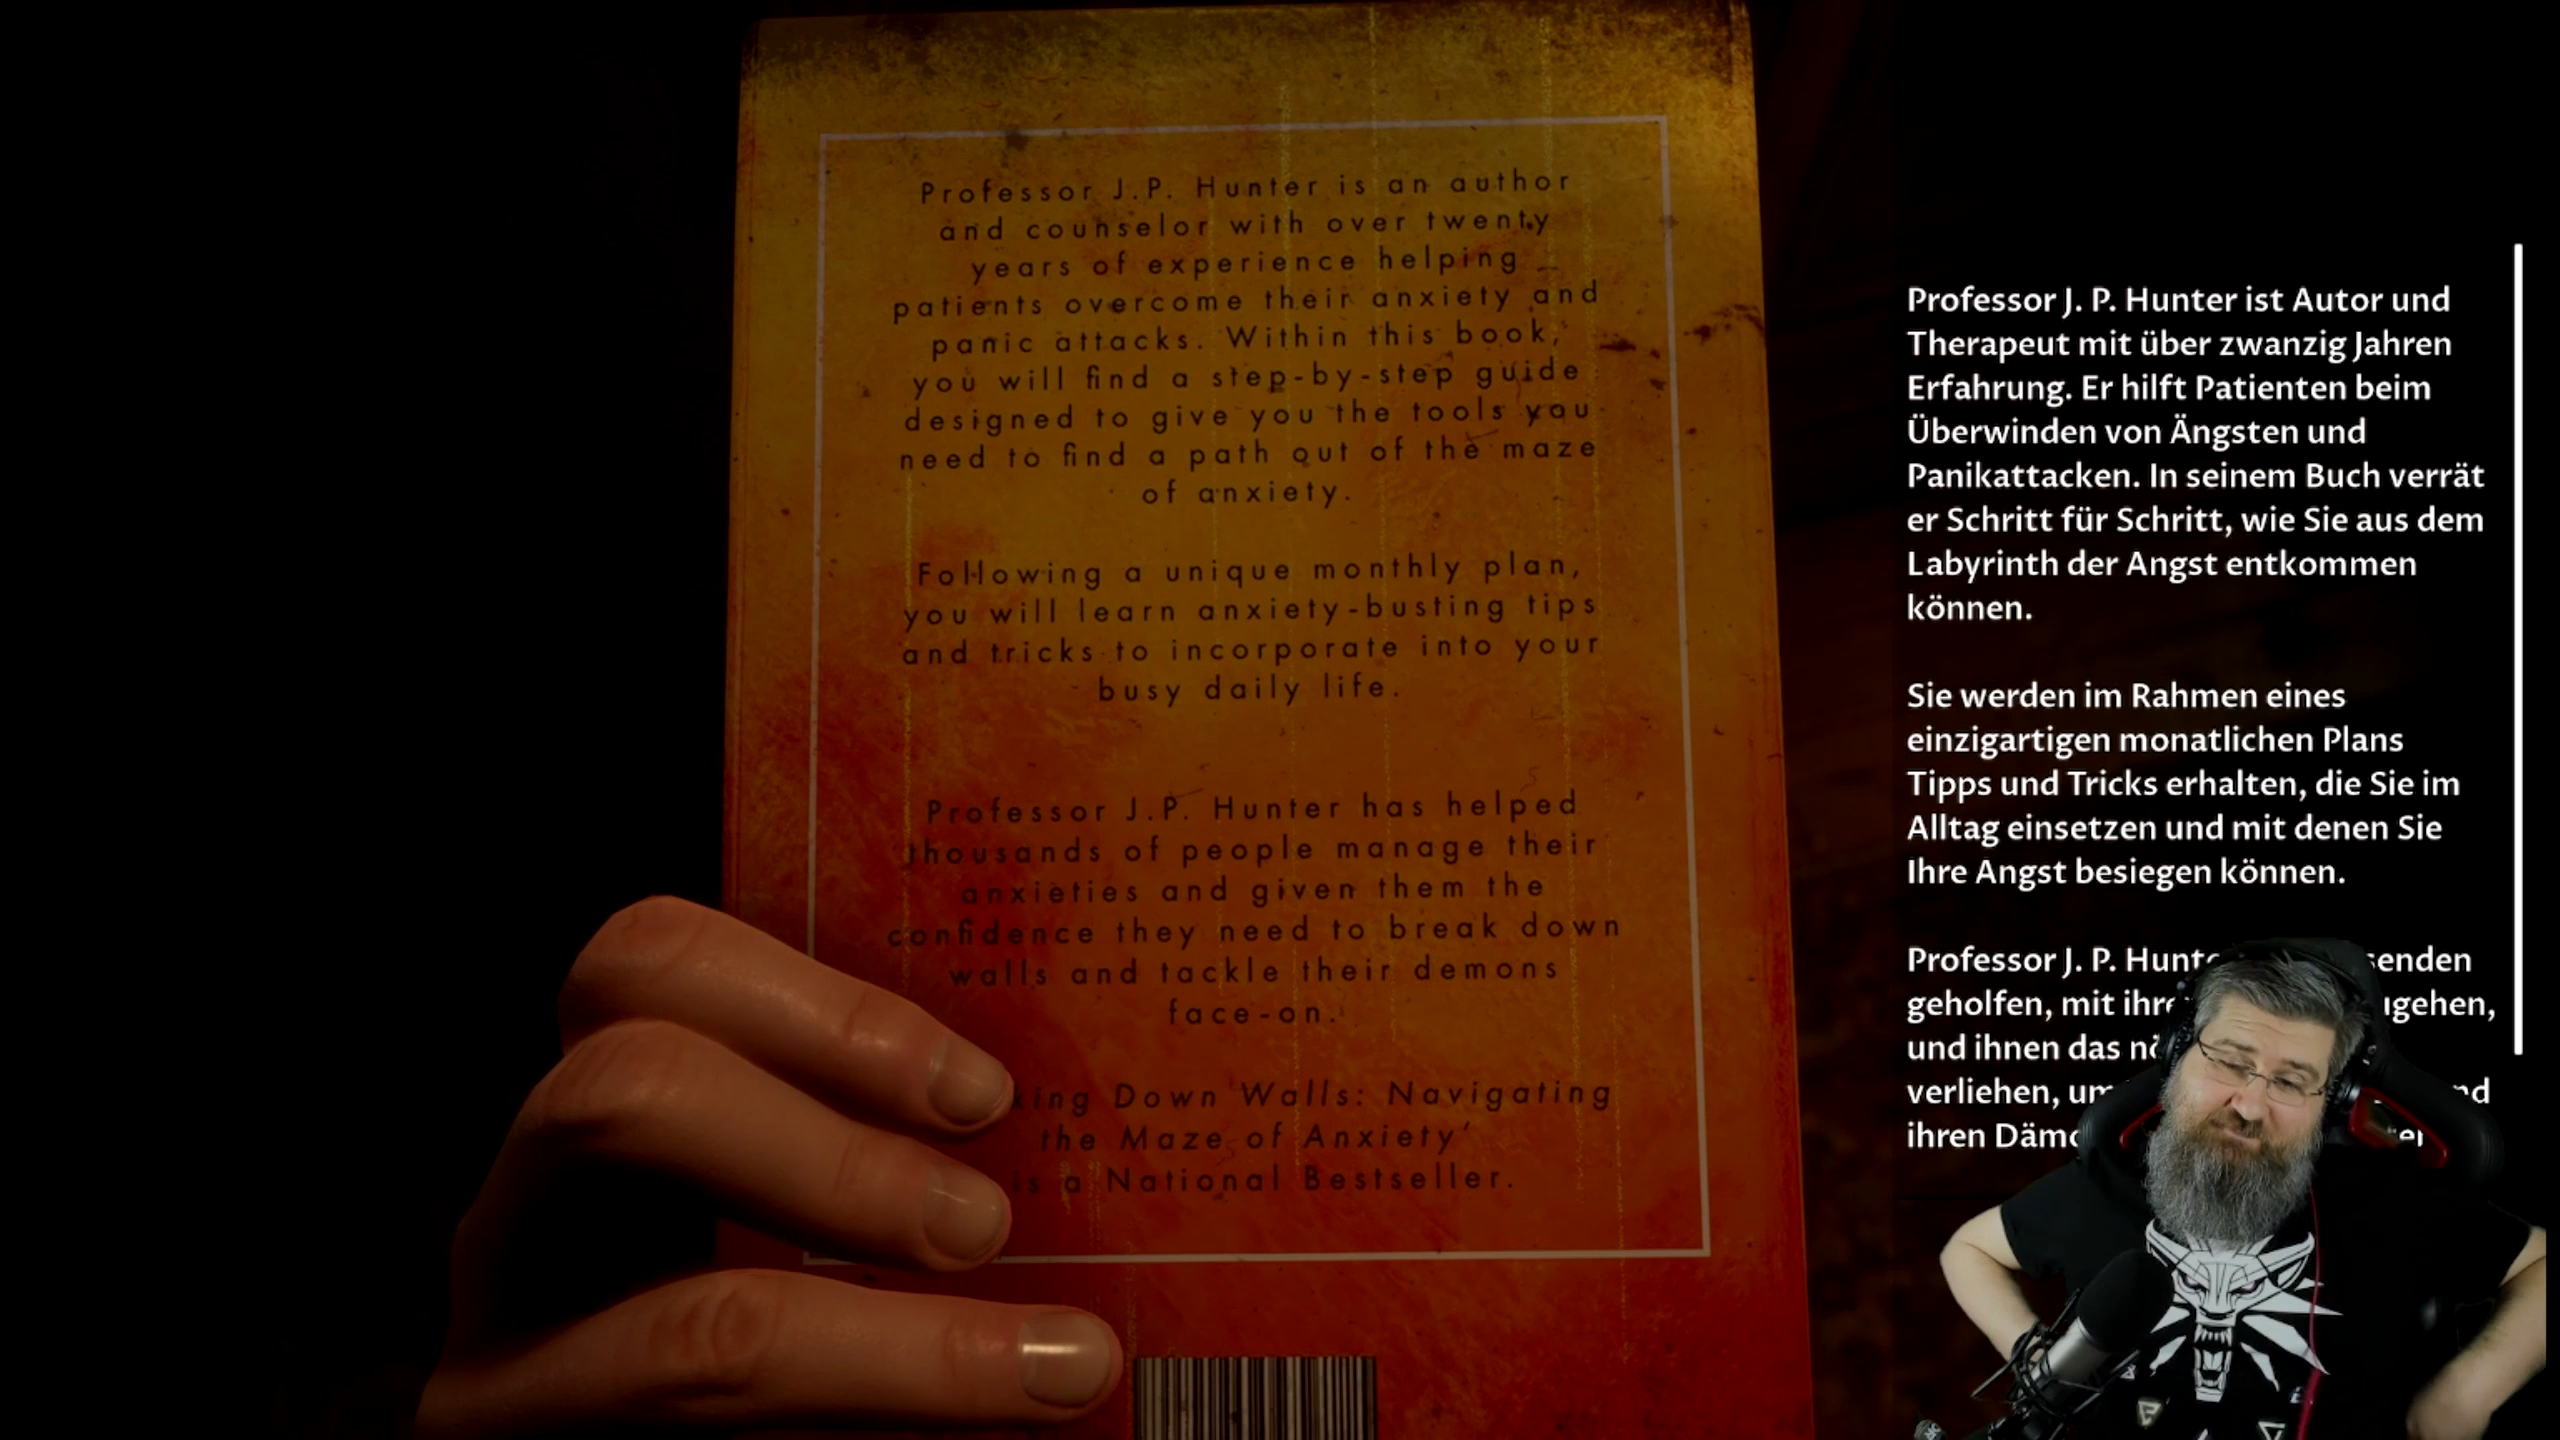 Professor J.P. Hunter is an author
and counselor with over twenty
years of experience helping
patients overcome their anxiety and
panic attacks. Within this book,
you will find a step-by-step guide
designed to give you the tools you
need to find a path out of the maze
of anxiety.
Following a unique monthly plan,
you will learn anxiety-busting tips
and tricks to incorporate into your
busy daily life.
Professor J.P. Hunter has helped
thousands of people manage their
anxieties and given them the
confidence they need to break down
walls and tackle their demons
face-on.
Down Walls: Navigating
the Maze of Anxiety'
is a National Bestseller.
Professor J. P. Hunter ist Autor und
Therapeut mit über zwanzig Jahren
Erfahrung. Er hilft Patienten beim
Überwinden von Ängsten und
Panikattacken. In seinem Buch verrät
er Schritt für Schritt, wie Sie aus dem
Labyrinth der Angst entkommen
können.
Sie werden im Rahmen eines
einzigartigen monatlichen Plans
Tipps und Tricks erhalten, die Sie im
Alltag einsetzen und mit denen Sie
Ihre Angst besiegen können.
Professor J. P.
geholfen, mit
und ihnen das
verliehen,
ihren